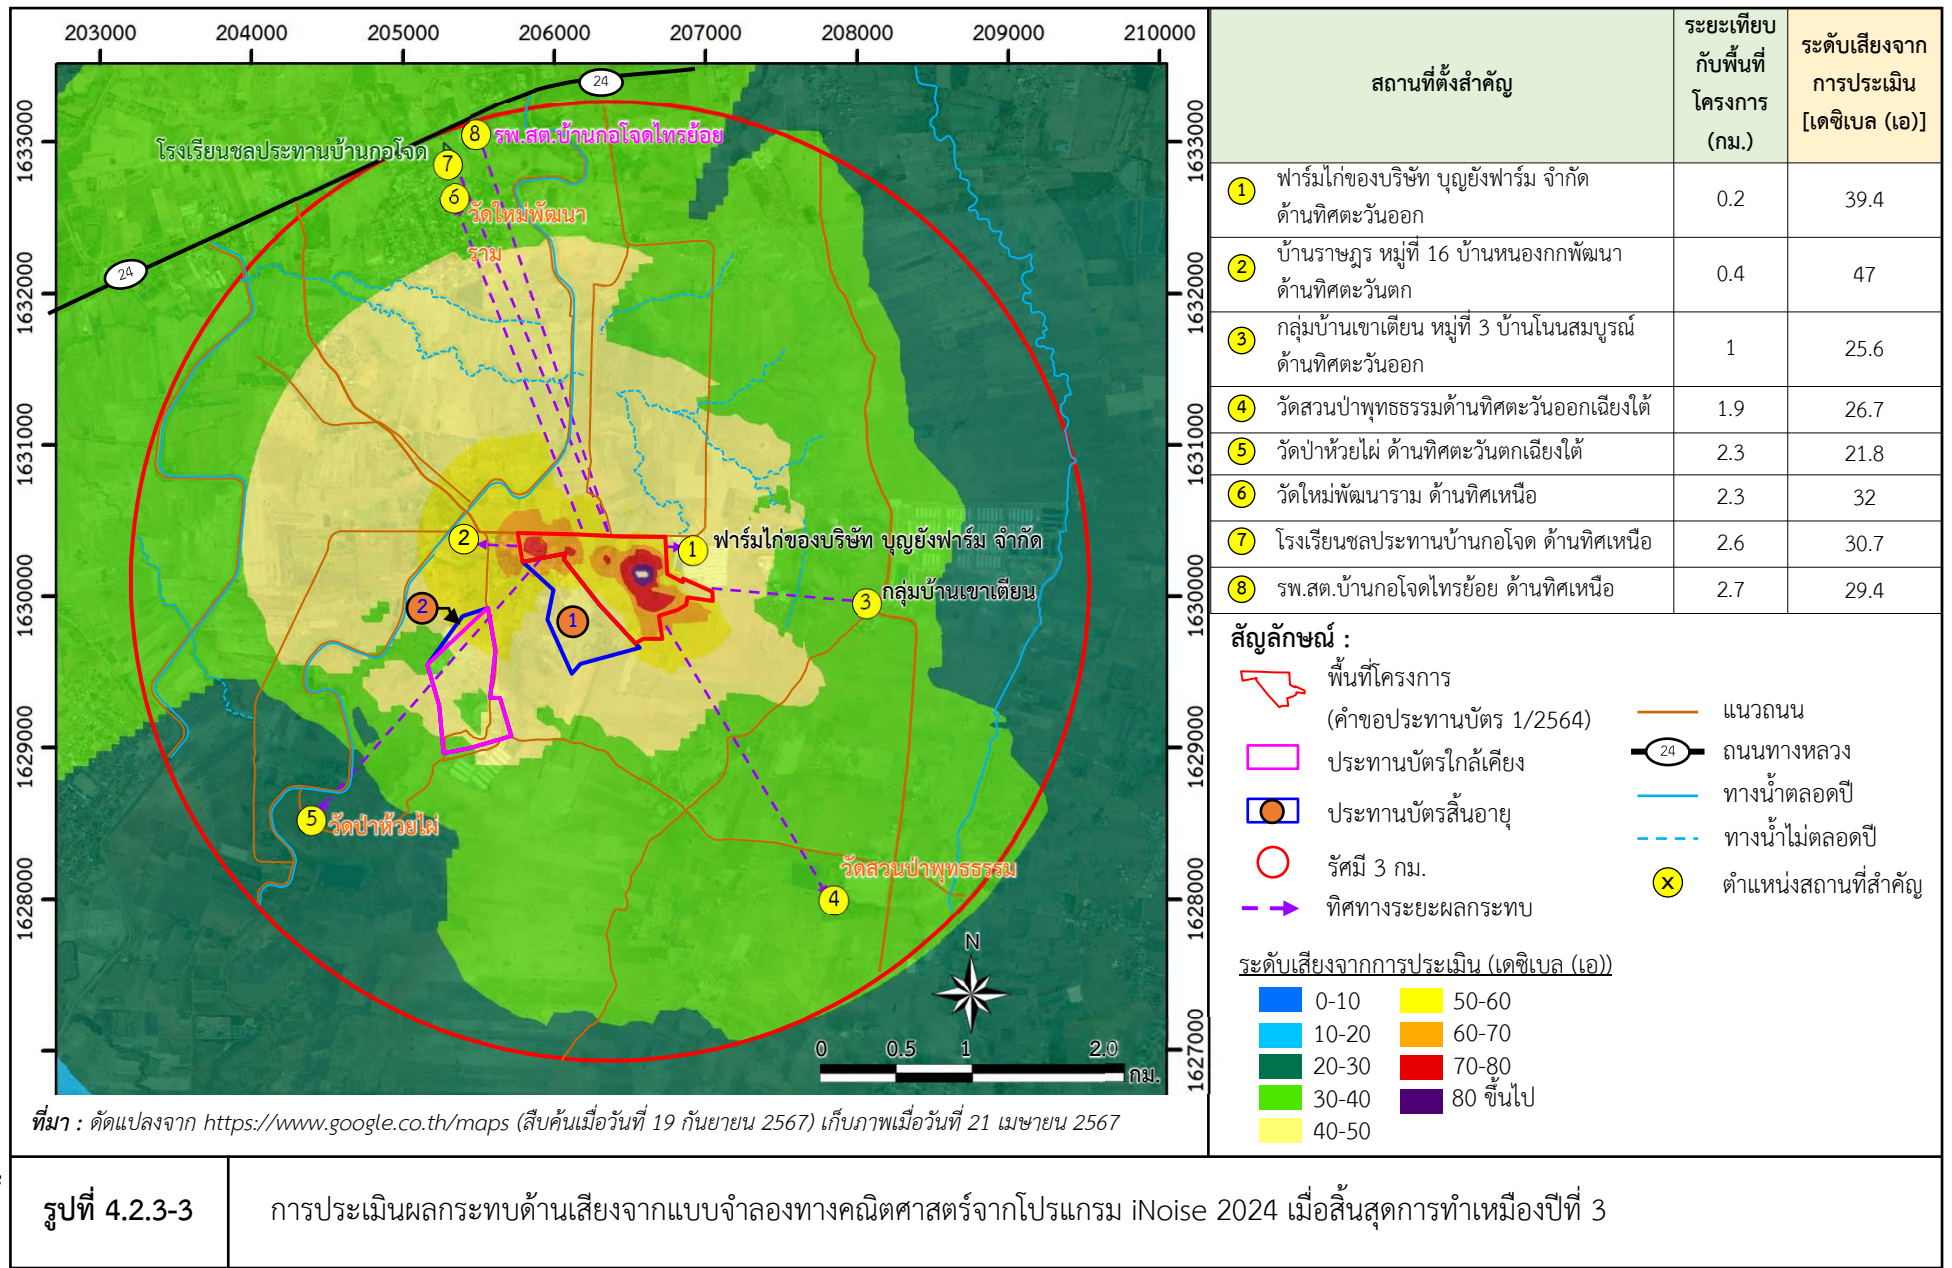 203000 204000 205000 206000 207000 208000 209000 210000
1633000
1632000
1631000
1630000
1629000
1628000
1633000
1632000
1631000
1630000
1629000
1628000
1627000
24
24
8 รพ.สต.บ้านกอโจดไทรย้อย
โรงเรียนชลประทานบ้านกอโจด
7
6
วัดใหม่พัฒนา
ราม
2
1
ฟาร์มไก่ของบริษัท บุญยังฟาร์ม จำกัด
3
กลุ่มบ้านเขาเตียน
2
1
5
วัดป่าห้วยไผ่
วัดสวนป่าพุทธธรรม
4
N
0 0.5 1 2.0
กม.
ที่มา : ดัดแปลงจาก https://www.google.co.th/maps (สืบค้นเมื่อวันที่ 19 กันยายน 2567) เก็บภาพเมื่อวันที่ 21 เมษายน 2567
สถานที่ตั้งสำคัญ
ระยะเทียบ
กับพื้นที่
โครงการ
(กม.)
ระดับเสียงจาก
การประเมิน
[เดซิเบล (เอ)]
1 ฟาร์มไก่ของบริษัท บุญยังฟาร์ม จำกัด
ด้านทิศตะวันออก
0.2 39.4
2 บ้านราษฎร หมู่ที่ 16 บ้านหนองกกพัฒนา
ด้านทิศตะวันตก
0.4 47
3 กลุ่มบ้านเขาเตียน หมู่ที่ 3 บ้านโนนสมบูรณ์
ด้านทิศตะวันออก
1 25.6
4 วัดสวนป่าพุทธธรรมด้านทิศตะวันออกเฉียงใต้ 1.9 26.7
5 วัดป่าห้วยไผ่ ด้านทิศตะวันตกเฉียงใต้ 2.3 21.8
6 วัดใหม่พัฒนาราม ด้านทิศเหนือ 2.3 32
7 โรงเรียนชลประทานบ้านกอโจด ด้านทิศเหนือ 2.6 30.7
8 รพ.สต.บ้านกอโจดไทรย้อย ด้านทิศเหนือ 2.7 29.4
สัญลักษณ์ :
พื้นที่โครงการ
(คำขอประทานบัตร 1/2564)
ประทานบัตรใกล้เคียง
ประทานบัตรสิ้นอายุ
รัศมี 3 กม.
ทิศทางระยะผลกระทบ
แนวถนน
24 ถนนทางหลวง
ทางน้ำตลอดปี
ทางน้ำไม่ตลอดปี
X ตำแหน่งสถานที่สำคัญ
ระดับเสียงจากการประเมิน (เดซิเบล (เอ))
0-10 50-60
10-20 60-70
20-30 70-80
30-40 80 ขึ้นไป
40-50
รูปที่ 4.2.3-3
การประเมินผลกระทบด้านเสียงจากแบบจำลองทางคณิตศาสตร์จากโปรแกรม iNoise 2024 เมื่อสิ้นสุดการทำเหมืองปีที่ 3